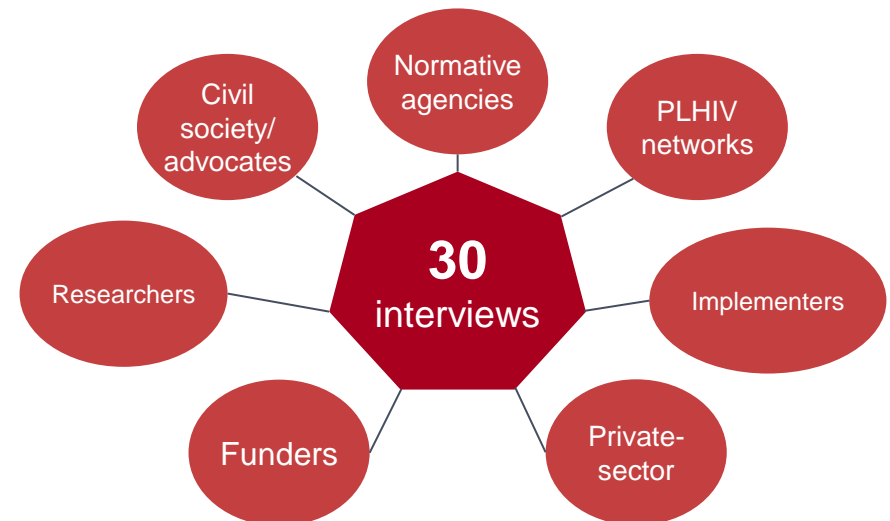 Normative
agencies
Civil
society/
advocates
PLHIV
networks
30
interviews
Researchers
Implementers
Funders
Private-
sector